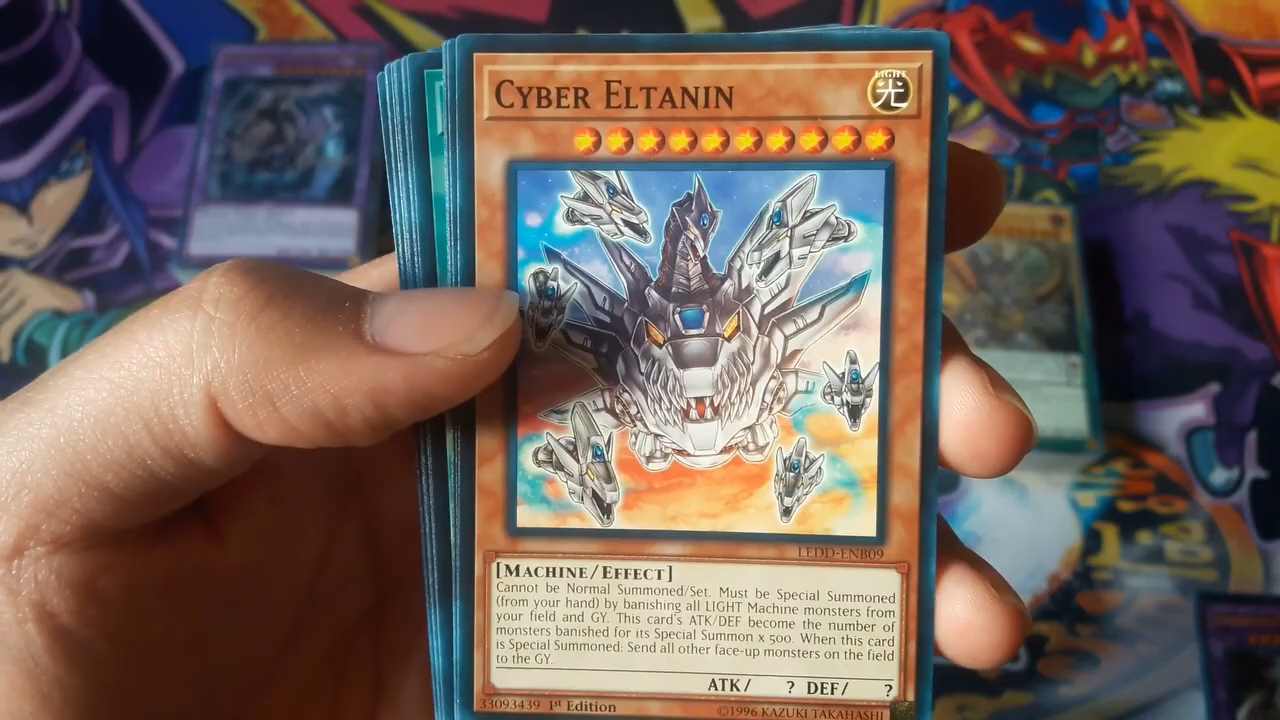 CYBER ELTANIN
LIGHT
光
LEDD-ENB09
[MACHINE/EFFECT]
Cannot be Normal Summoned/Set. Must be Special Summoned
(from your hand) by banishing all LIGHT Machine monsters from
your field and GY. This card's ATK/DEF become the number of
monsters banished for its Special Summon x 500. When this card
is Special Summoned: Send all other face-up monsters on the field
to the GY.
ATK/ ? DEF/ ?
33093439 1st Edition ©1996 KAZUKI TAKAHASHI